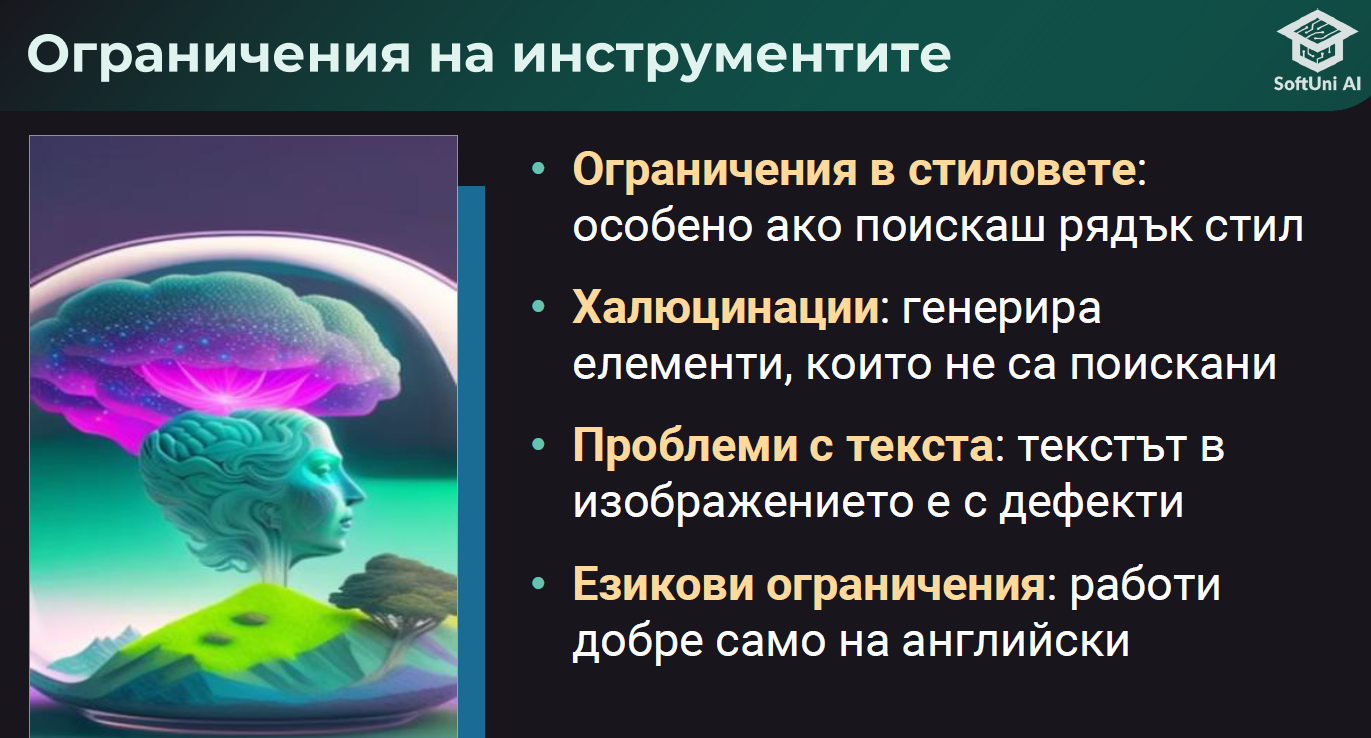 Ограничения на инструментите
SoftUni AI
• Ограничения в стиловете:
особено ако поискаш рядък стил
• Халюцинации: генерира
елементи, които не са поискани
• Проблеми с текста: текстът в
изображението е с дефекти
• Езикови ограничения: работи
добре само на английски